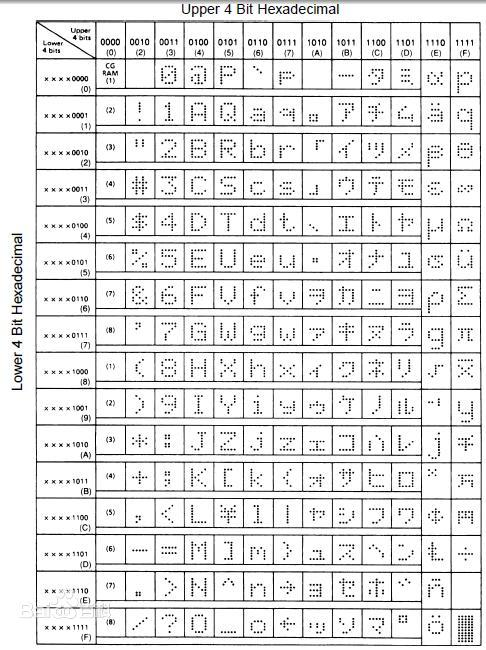 Upper 4 Bit Hexadecimal
Upper 4 bits
Lower 4 bits
0000 0010 0011 0100 0101 0110 0111 1010 1011 1100 1101 1110 1111
(0) (2) (3) (4) (5) (6) (7) (A) (B) (C) (D) (E) (F)
Lower 4 Bit Hexadecimal
××××0000 (0) CG RAM (1) 0 @ P ` p ー タ ミ α p
××××0001 (1) (2) ! 1 A Q a q 。 ア チ ム ä q
××××0010 (2) (3) " 2 B R b r 「 イ ツ メ β θ
××××0011 (3) (4) # 3 C S c s 」 ウ テ モ ε ∞
××××0100 (4) (5) $ 4 D T d t 、 エ ト ヤ μ Ω
××××0101 (5) (6) % 5 E U e u ・ オ ナ ユ σ ü
××××0110 (6) (7) & 6 F V f v ヲ カ ニ ヨ ρ Σ
××××0111 (7) (8) ' 7 G W g w ァ キ ヌ ラ g π
××××1000 (8) (1) ( 8 H X h x ィ ク ネ リ √ x̄
××××1001 (9) (2) ) 9 I Y i y ゥ ケ ノ ル ⁻¹ y
××××1010 (A) (3) * : J Z j z ェ コ ハ レ j 千
××××1011 (B) (4) + ; K [ k { ォ サ ヒ ロ ˣ 万
××××1100 (C) (5) , < L ¥ l | ャ シ フ ワ ¢ 円
××××1101 (D) (6) - = M ] m } ュ ス ヘ ン Ł ÷
××××1110 (E) (7) . > N ^ n → ョ セ ホ ゛ ñ
××××1111 (F) (8) / ? O _ o ← ッ ソ マ ゜ ö █